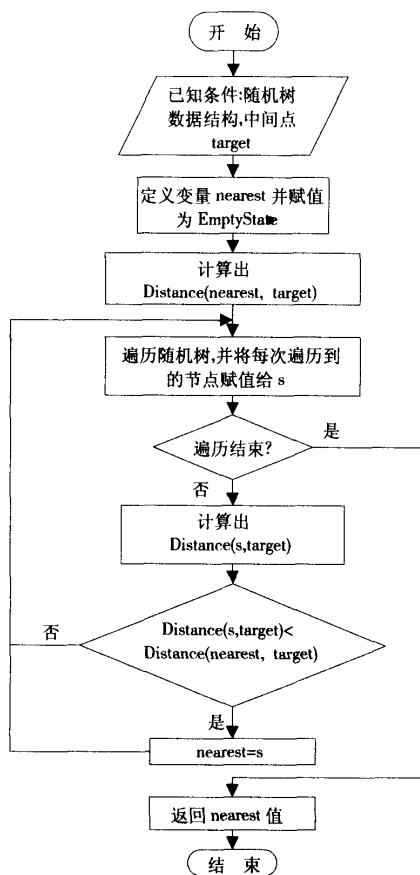 开 始
已知条件:随机树
数据结构,中间点
target
定义变量 nearest 并赋值
为 EmptyState
计算出
Distance(nearest, target)
遍历随机树,并将每次遍历到
的节点赋值给 s
遍历结束?
是
否
计算出
Distance(s,target)
Distance(s,target)<
Distance(nearest, target)
否
是
nearest=s
返回 nearest 值
结 束